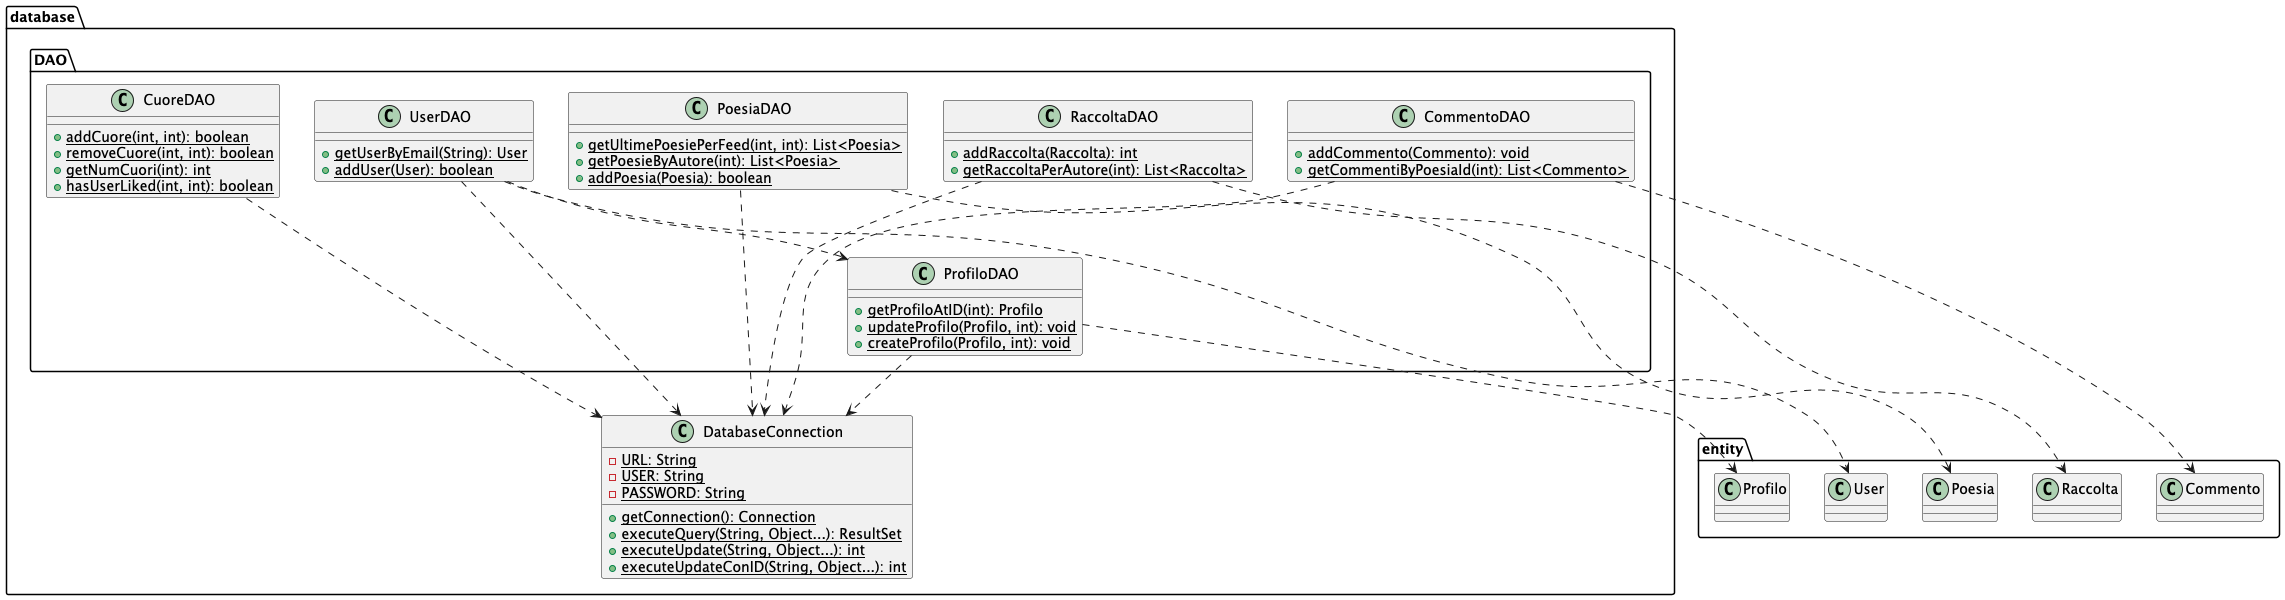 database
DAO
C CuoreDAO
addCuore(int, int): boolean
removeCuore(int, int): boolean
getNumCuori(int): int
hasUserLiked(int, int): boolean
C UserDAO
getUserByEmail(String): User
addUser(User): boolean
C PoesiaDAO
getUltimePoesiePerFeed(int, int): List<Poesia>
getPoesieByAutore(int): List<Poesia>
addPoesia(Poesia): boolean
C RaccoltaDAO
addRaccolta(Raccolta): int
getRaccoltaPerAutore(int): List<Raccolta>
C CommentoDAO
addCommento(Commento): void
getCommentiByPoesiaId(int): List<Commento>
C ProfiloDAO
getProfiloAtID(int): Profilo
updateProfilo(Profilo, int): void
createProfilo(Profilo, int): void
C DatabaseConnection
URL: String
USER: String
PASSWORD: String
getConnection(): Connection
executeQuery(String, Object...): ResultSet
executeUpdate(String, Object...): int
executeUpdateConID(String, Object...): int
entity
C Profilo
C User
C Poesia
C Raccolta
C Commento